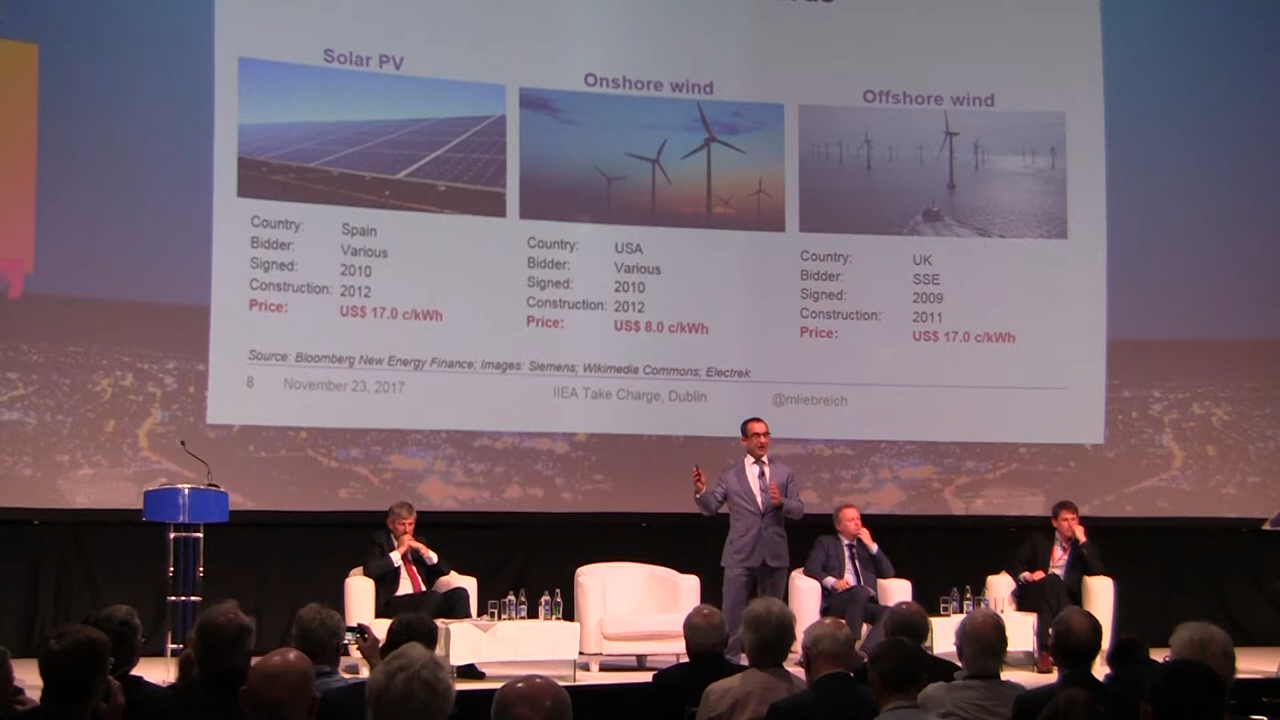 Solar PV
Onshore wind
Offshore wind
Country: Spain
Bidder: Various
Signed: 2010
Construction: 2012
Price: US$ 17.0 c/kWh
Country: USA
Bidder: Various
Signed: 2010
Construction: 2012
Price: US$ 8.0 c/kWh
Country: UK
Bidder: SSE
Signed: 2009
Construction: 2011
Price: US$ 17.0 c/kWh
Source: Bloomberg New Energy Finance; Images: Siemens; Wikimedia Commons; Electrek
8 November 23, 2017 IIEA Take Charge, Dublin @mliebreich